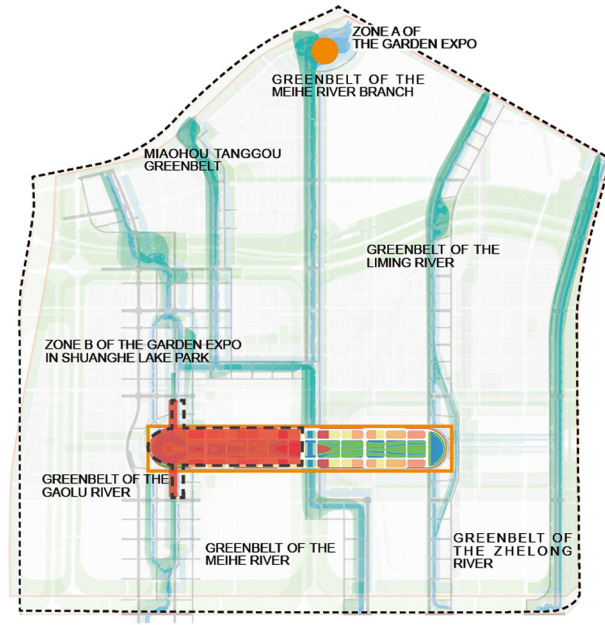 ZONE A OF
THE GARDEN EXPO
GREENBELT OF THE
MEIHE RIVER BRANCH
MIAOHOU TANGGOU
GREENBELT
GREENBELT OF THE
LIMING RIVER
ZONE B OF THE GARDEN EXPO
IN SHUANGHE LAKE PARK
GREENBELT OF THE
GAOLU RIVER
GREENBELT OF THE
MEIHE RIVER
GREENBELT OF
THE ZHELONG
RIVER